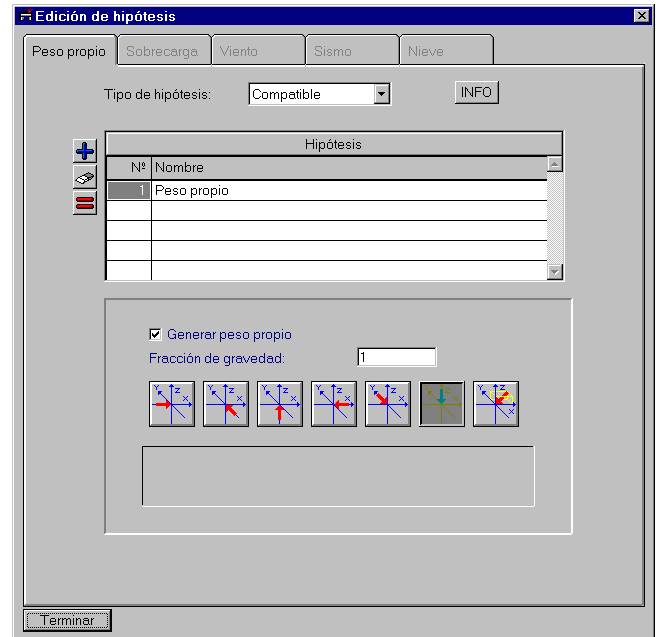 Edición de hipótesis
Peso propio Sobrecarga Viento Sismo Nieve
Tipo de hipótesis: Compatible INFO
Hipótesis
Nº Nombre
1 Peso propio
Generar peso propio
Fracción de gravedad: 1
Y Z X Y Z X Y Z X Y Z X Y Z X Y Z X Y Z X
Terminar